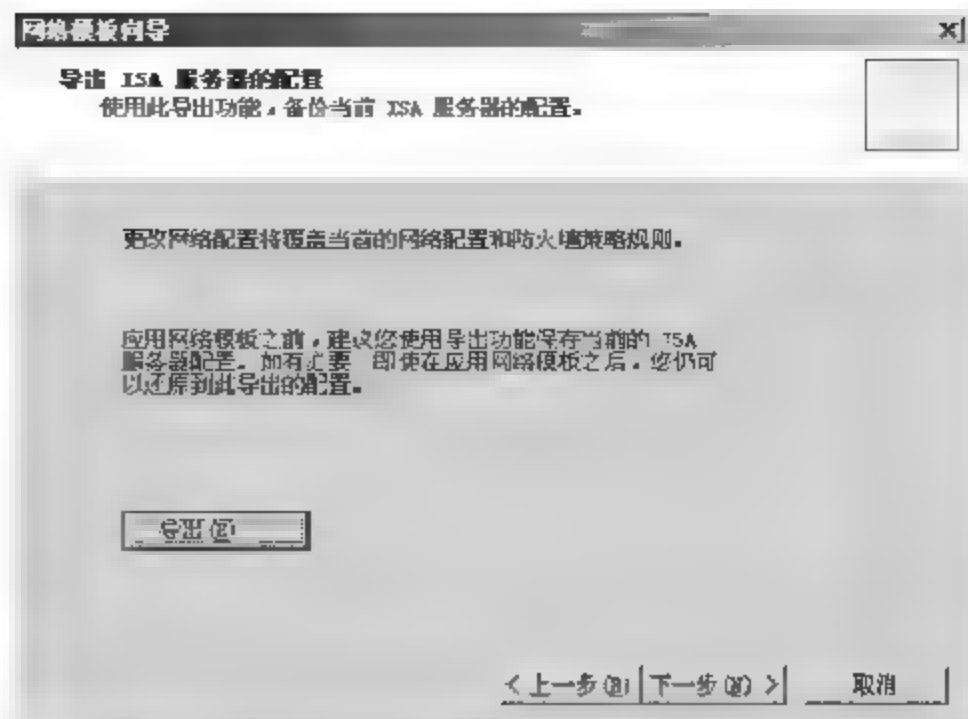 网络模板向导
导出 ISA 服务器的配置
使用此导出功能，备份当前 ISA 服务器的配置。
更改网络配置将覆盖当前的网络配置和防火墙策略规则。
应用网络模板之前，建议您使用导出功能保存当前的 ISA
服务器配置。如有必要 即使在应用网络模板之后，您仍可
以还原到此导出的配置。
导出(E)
< 上一步(B) 下一步(N) > 取消